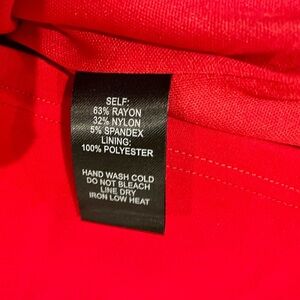 SELF:
63% RAYON
32% NYLON
5% SPANDEX
LINING:
100% POLYESTER
HAND WASH COLD
DO NOT BLEACH
LINE DRY
IRON LOW HEAT